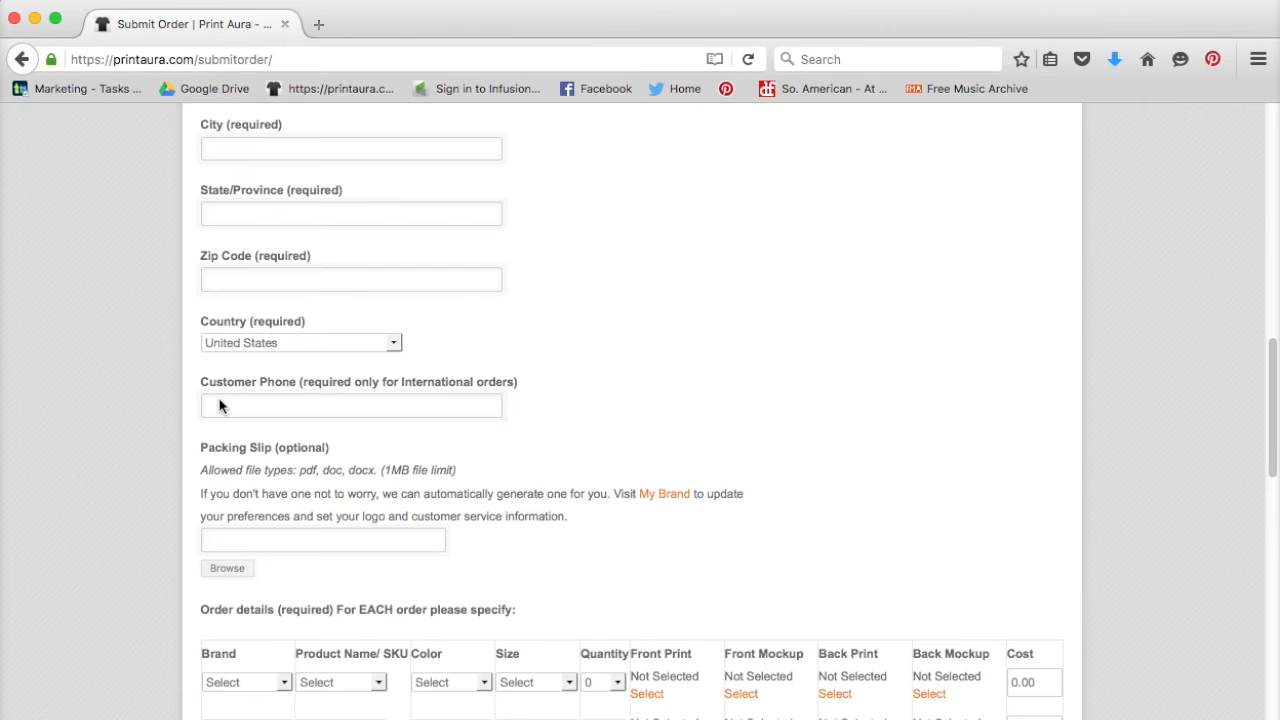 Submit Order | Print Aura - ...
https://printaura.com/submitorder/
Search
Marketing - Tasks ...
Google Drive
https://printaura.c...
Sign in to Infusion...
Facebook
Home
So. American - At ...
FMA Free Music Archive
City (required)
State/Province (required)
Zip Code (required)
Country (required)
United States
Customer Phone (required only for International orders)
Packing Slip (optional)
Allowed file types: pdf, doc, docx. (1MB file limit)
If you don't have one not to worry, we can automatically generate one for you. Visit My Brand to update
your preferences and set your logo and customer service information.
Browse
Order details (required) For EACH order please specify:
Brand Product Name/ SKU Color Size Quantity Front Print Front Mockup Back Print Back Mockup Cost
Select Select Select Select 0 Not Selected Not Selected Not Selected Not Selected 0.00
Select Select Select Select